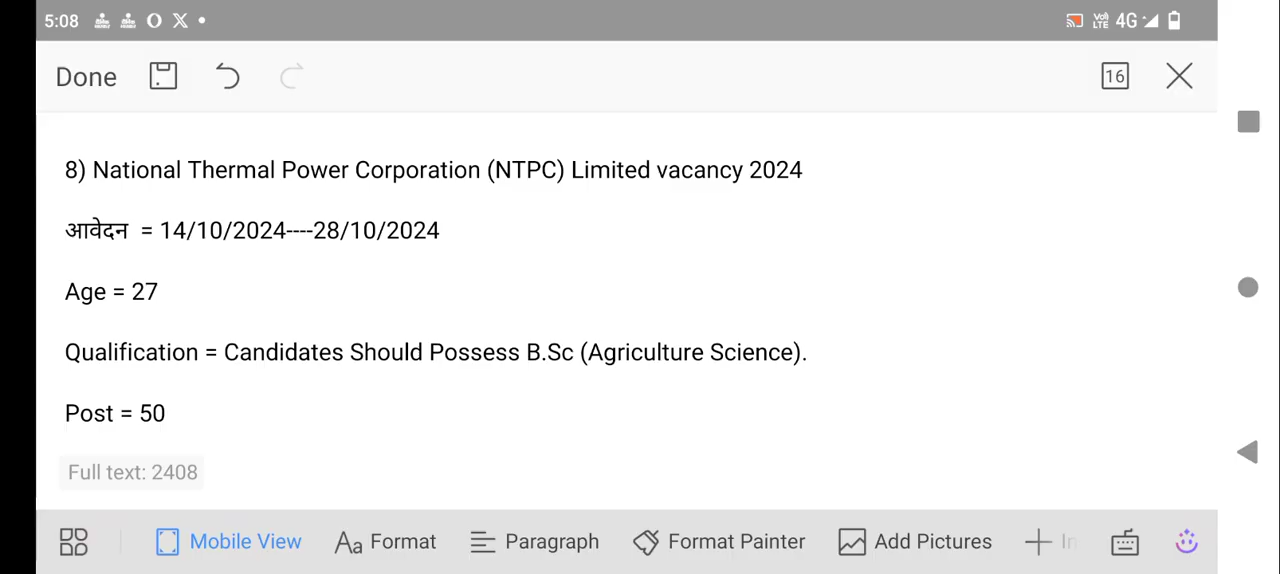 5:08 4G
Done 16
8) National Thermal Power Corporation (NTPC) Limited vacancy 2024
आवेदन = 14/10/2024----28/10/2024
Age = 27
Qualification = Candidates Should Possess B.Sc (Agriculture Science).
Post = 50
Full text: 2408
Mobile View Aa Format Paragraph Format Painter Add Pictures In